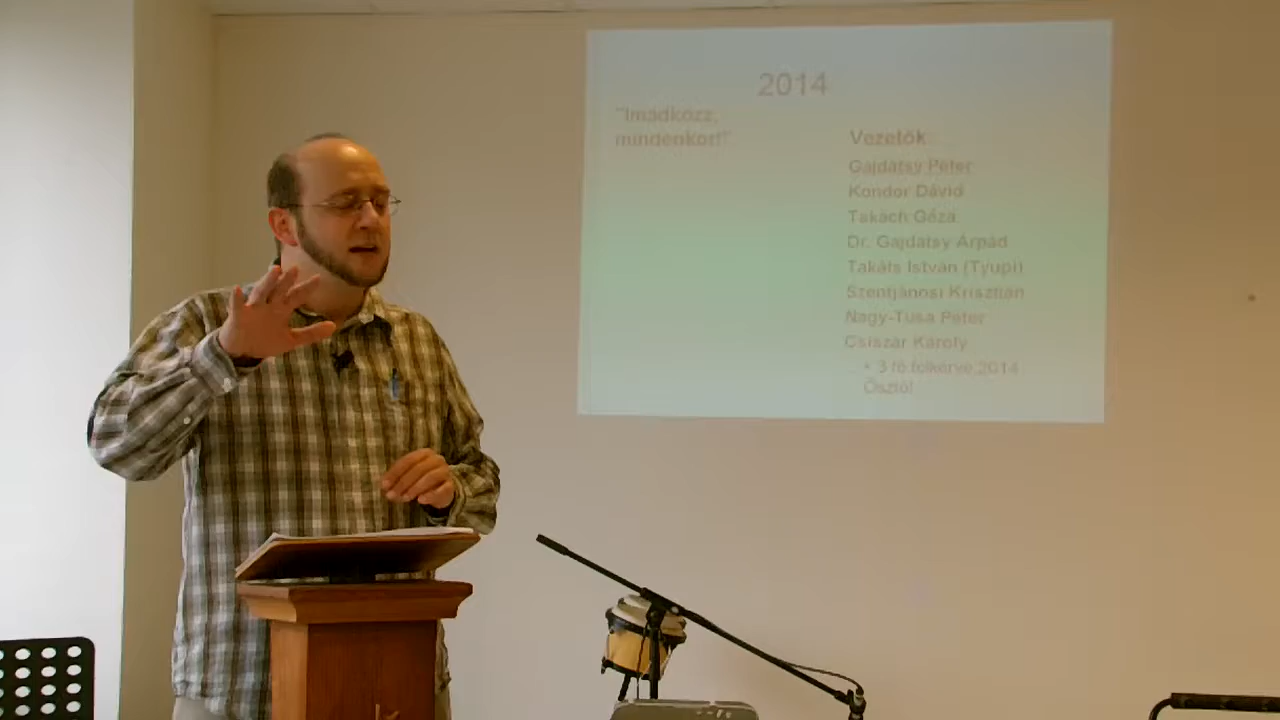 2014
"Imádkozz,
mindenkor!"
Vezetők:
Gajdátsy Péter
Kondor Dávid
Takách Géza
Dr. Gajdátsy Árpád
Takáts István (Tyupi)
Szentjánosi Krisztián
Nagy-Tusa Péter
Csiszár Károly
• 3 fő felkérve 2014
Ősztől